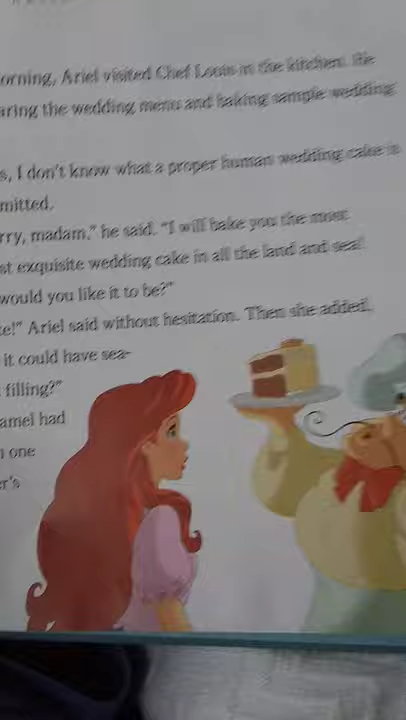 orning, Ariel visited Chef Louis in the kitchen. He
aring the wedding menu and baking sample wedding
s, I don't know what a proper human wedding cake is
mitted.
rry, madam," he said. "I will bake you the most
st exquisite wedding cake in all the land and sea!
would you like it to be?"
te!" Ariel said without hesitation. Then she added,
it could have sea-
filling?"
amel had
n one
r's